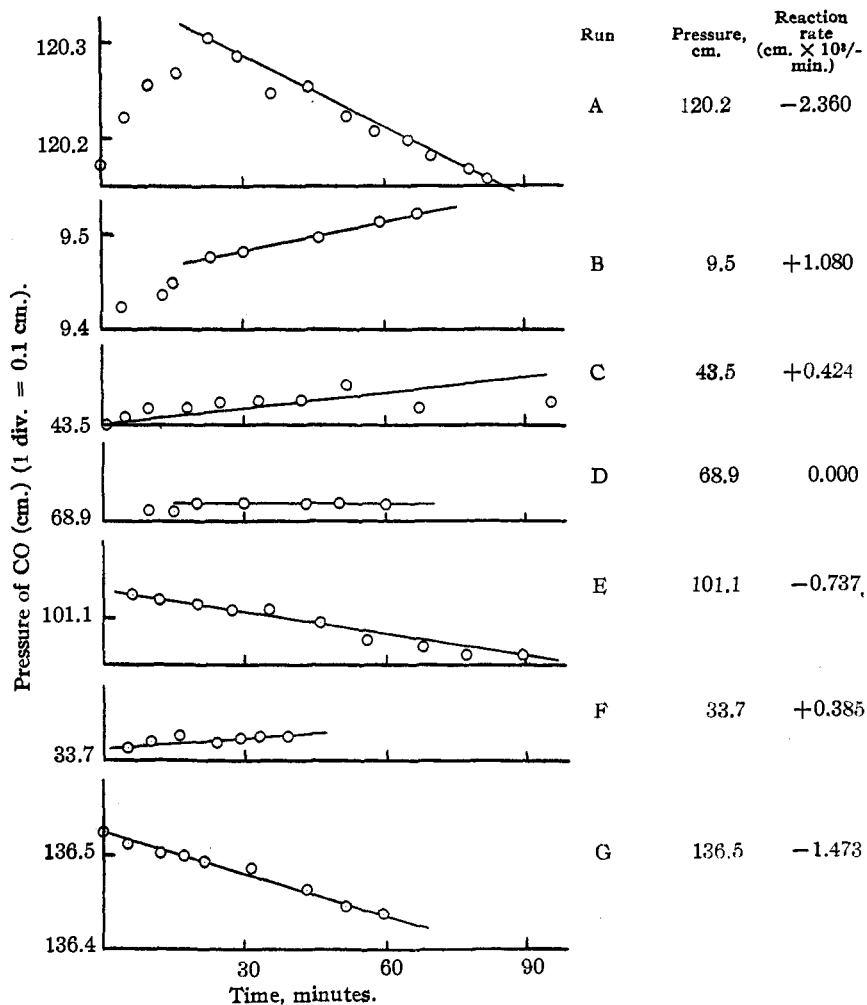 Run Pressure, cm. Reaction rate (cm. × 10³/-min.)
120.3
A 120.2 −2.360
120.2
9.5
B 9.5 +1.080
9.4
C 43.5 +0.424
43.5
D 68.9 0.000
68.9
E 101.1 −0.737
101.1
F 33.7 +0.385
33.7
G 136.5 −1.473
136.5
136.4
30 60 90
Time, minutes.
Pressure of CO (cm.) (1 div. = 0.1 cm.).